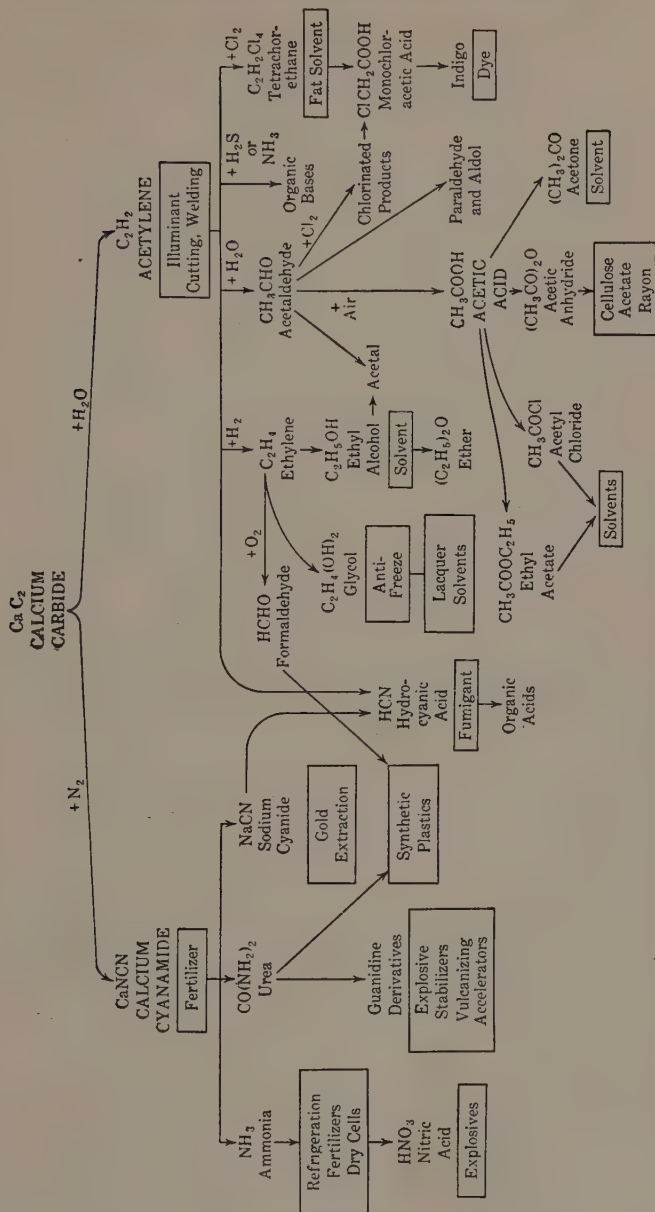 CaC2
CALCIUM
CARBIDE
+ N2
+H2O
CaNCN
CALCIUM
CYANAMIDE
Fertilizer
NH3
Ammonia
Refrigeration
Fertilizers
Dry Cells
HNO3
Nitric
Acid
Explosives
CO(NH2)2
Urea
Guanidine
Derivatives
Explosive
Stabilizers
Vulcanizing
Accelerators
NaCN
Sodium
Cyanide
Gold
Extraction
Synthetic
Plastics
C2H2
ACETYLENE
Illuminant
Cutting, Welding
HCN
Hydro-
cyanic
Acid
Fumigant
Organic
Acids
+H2
C2H4
Ethylene
+O2
HCHO
Formaldehyde
C2H4(OH)2
Glycol
Anti-
Freeze
Lacquer
Solvents
C2H5OH
Ethyl
Alcohol
Solvent
(C2H5)2O
Ether
Acetal
+ H2O
CH3CHO
Acetaldehyde
+
Air
CH3COOH
ACETIC
ACID
CH3COOC2H5
Ethyl
Acetate
CH3COCl
Acetyl
Chloride
Solvents
(CH3CO)2O
Acetic
Anhydride
Cellulose
Acetate
Rayon
(CH3)2CO
Acetone
Solvent
Paraldehyde
and Aldol
+Cl2
Chlorinated
Products
+ H2S
or
NH3
Organic
Bases
+Cl2
C2H2Cl4
Tetrachor-
ethane
Fat Solvent
ClCH2COOH
Monochlor-
acetic Acid
Indigo
Dye